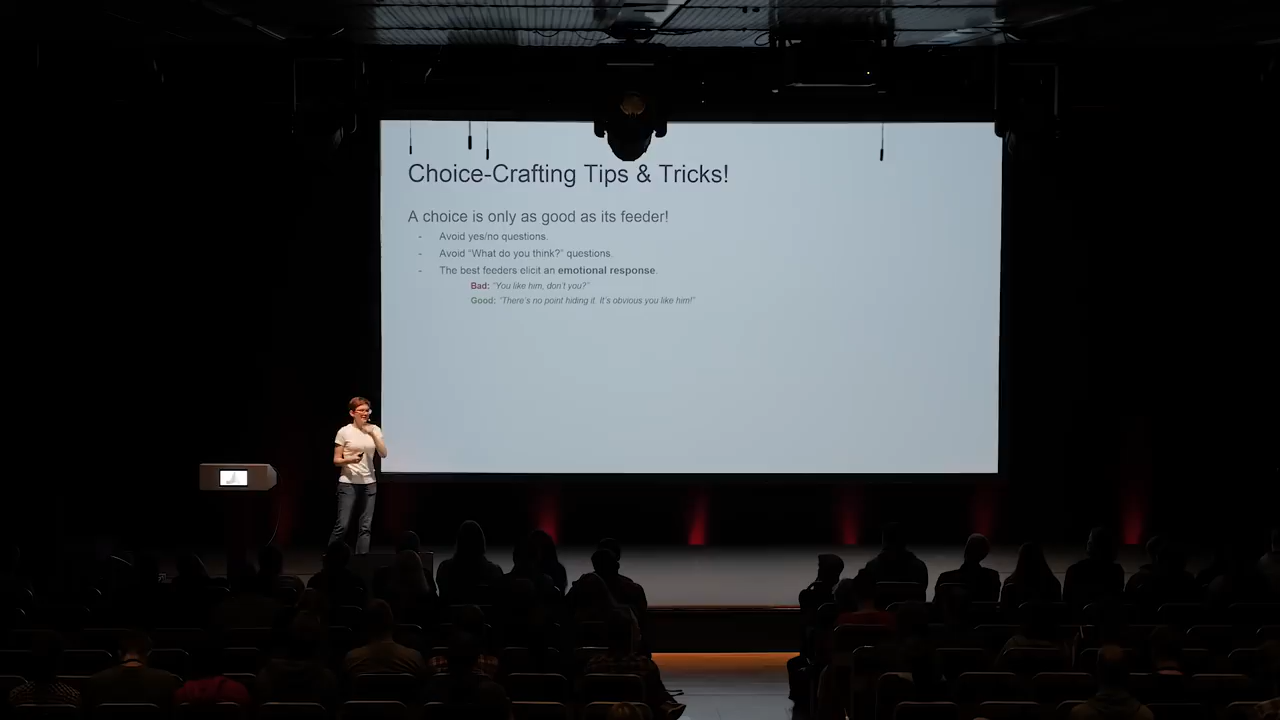 Choice-Crafting Tips & Tricks!
A choice is only as good as its feeder!
- Avoid yes/no questions.
- Avoid "What do you think?" questions.
- The best feeders elicit an emotional response.
Bad: "You like him, don't you?"
Good: "There's no point hiding it. It's obvious you like him!"